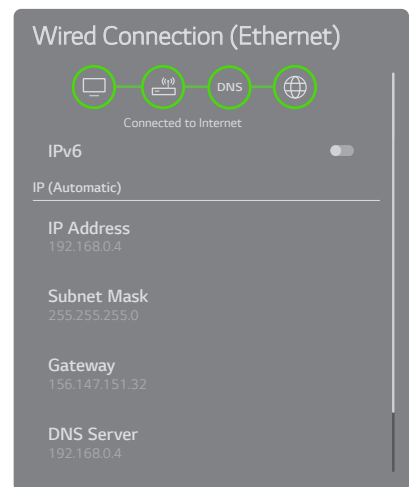 Wired Connection (Ethernet)
DNS
Connected to Internet
IPv6
IP (Automatic)
IP Address
192.168.0.4
Subnet Mask
255.255.255.0
Gateway
156.147.151.32
DNS Server
192.168.0.4